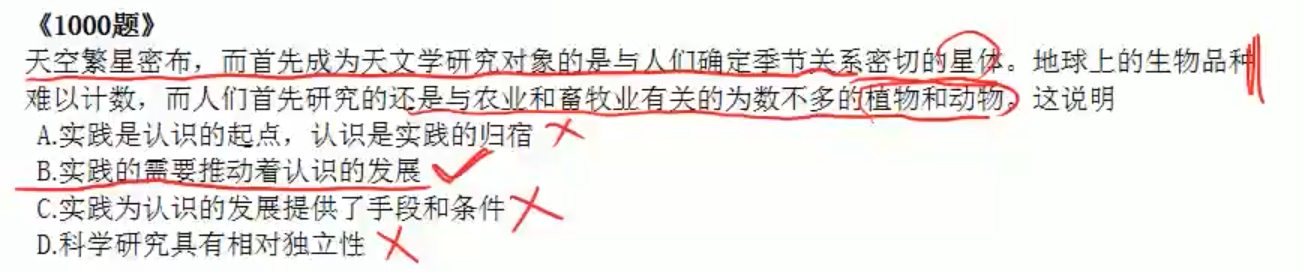 《1000题》
天空繁星密布，而首先成为天文学研究对象的是与人们确定季节关系密切的星体。地球上的生物品种
难以计数，而人们首先研究的还是与农业和畜牧业有关的为数不多的植物和动物。这说明
A.实践是认识的起点，认识是实践的归宿
B.实践的需要推动着认识的发展
C.实践为认识的发展提供了手段和条件
D.科学研究具有相对独立性